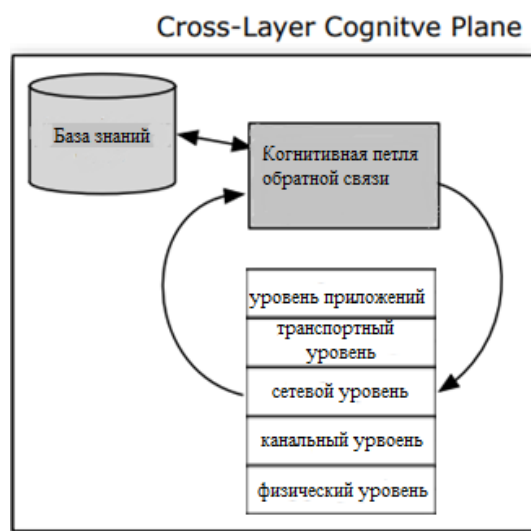 Cross-Layer Cognitve Plane
База знаний
Когнитивная петля
обратной связи
уровень приложений
транспортный
уровень
сетевой уровень
канальный урвоень
физический уровень